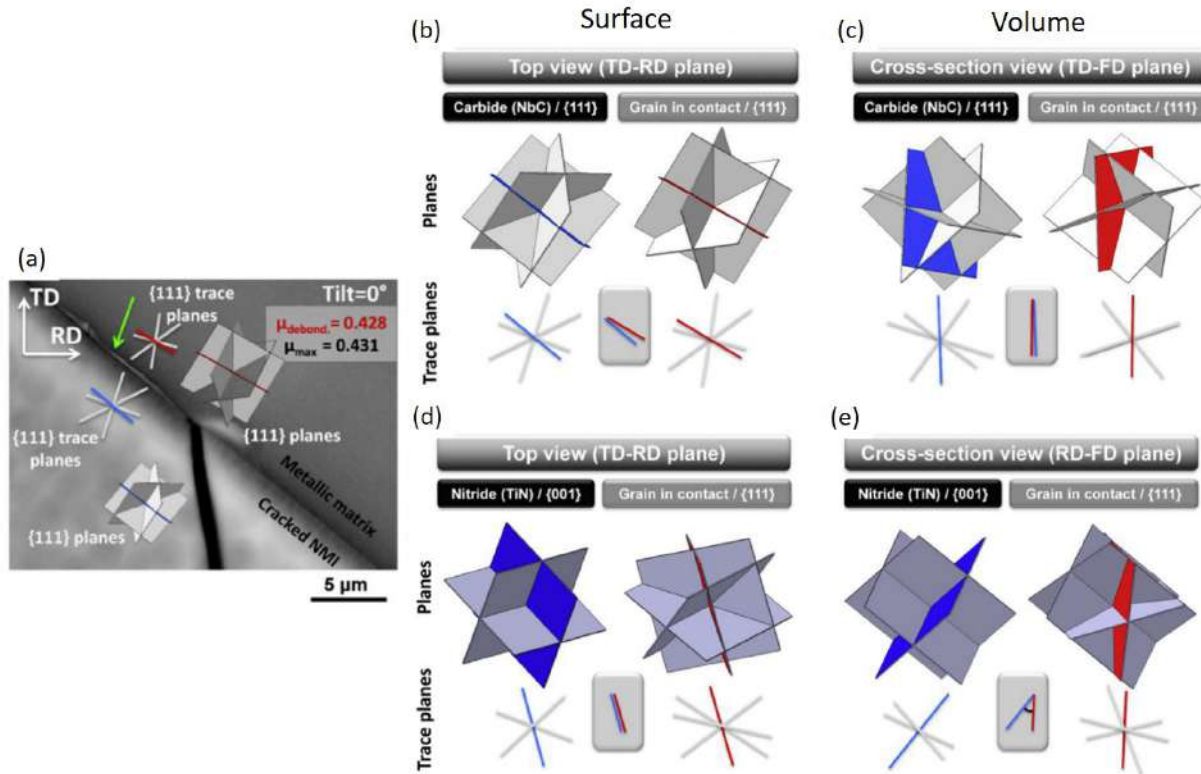 Surface
Volume
(b)
(c)
Top view (TD-RD plane)
Cross-section view (TD-FD plane)
Carbide (NbC) / {111}
Grain in contact / {111}
Carbide (NbC) / {111}
Grain in contact / {111}
Planes
Trace planes
(a)
TD
RD
{111} trace
planes
Tilt=0°
μdebond.= 0.428
μmax = 0.431
{111} trace
planes
{111} planes
{111} planes
Metallic matrix
Cracked NMI
5 μm
(d)
(e)
Top view (TD-RD plane)
Cross-section view (RD-FD plane)
Nitride (TiN) / {001}
Grain in contact / {111}
Nitride (TiN) / {001}
Grain in contact / {111}
Planes
Trace planes